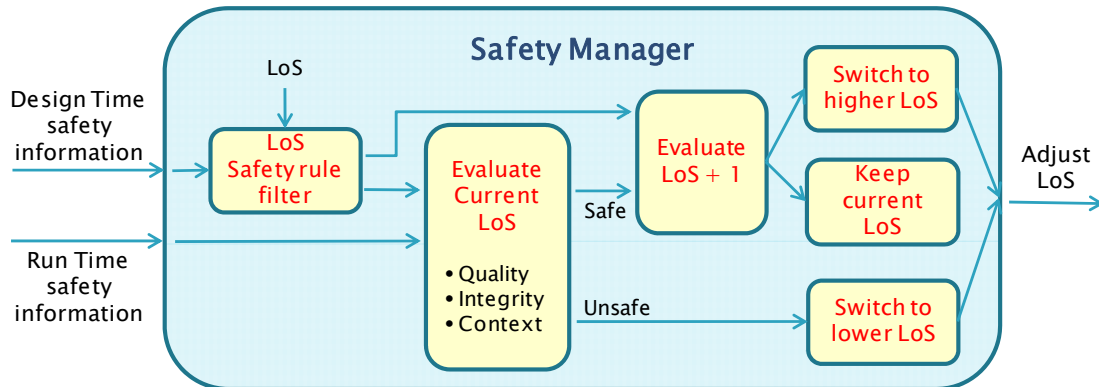 Safety Manager
Design Time
safety
information
Run Time
safety
information
LoS
LoS
Safety rule
filter
Evaluate
Current
LoS
• Quality
• Integrity
• Context
Safe
Unsafe
Evaluate
LoS + 1
Switch to
higher LoS
Keep
current
LoS
Switch to
lower LoS
Adjust
LoS